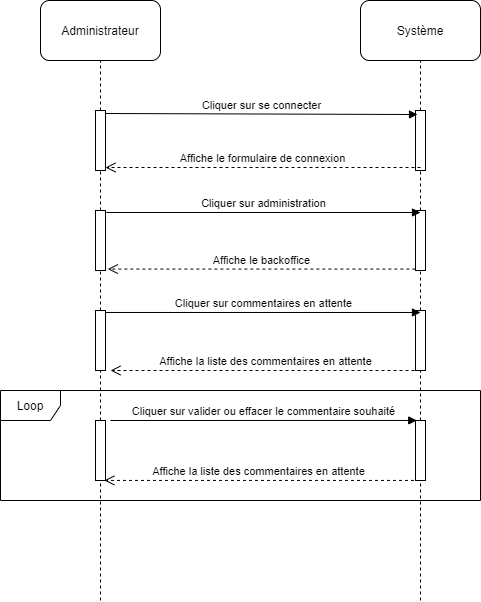 Administrateur
Système
Cliquer sur se connecter
Affiche le formulaire de connexion
Cliquer sur administration
Affiche le backoffice
Cliquer sur commentaires en attente
Affiche la liste des commentaires en attente
Loop
Cliquer sur valider ou effacer le commentaire souhaité
Affiche la liste des commentaires en attente